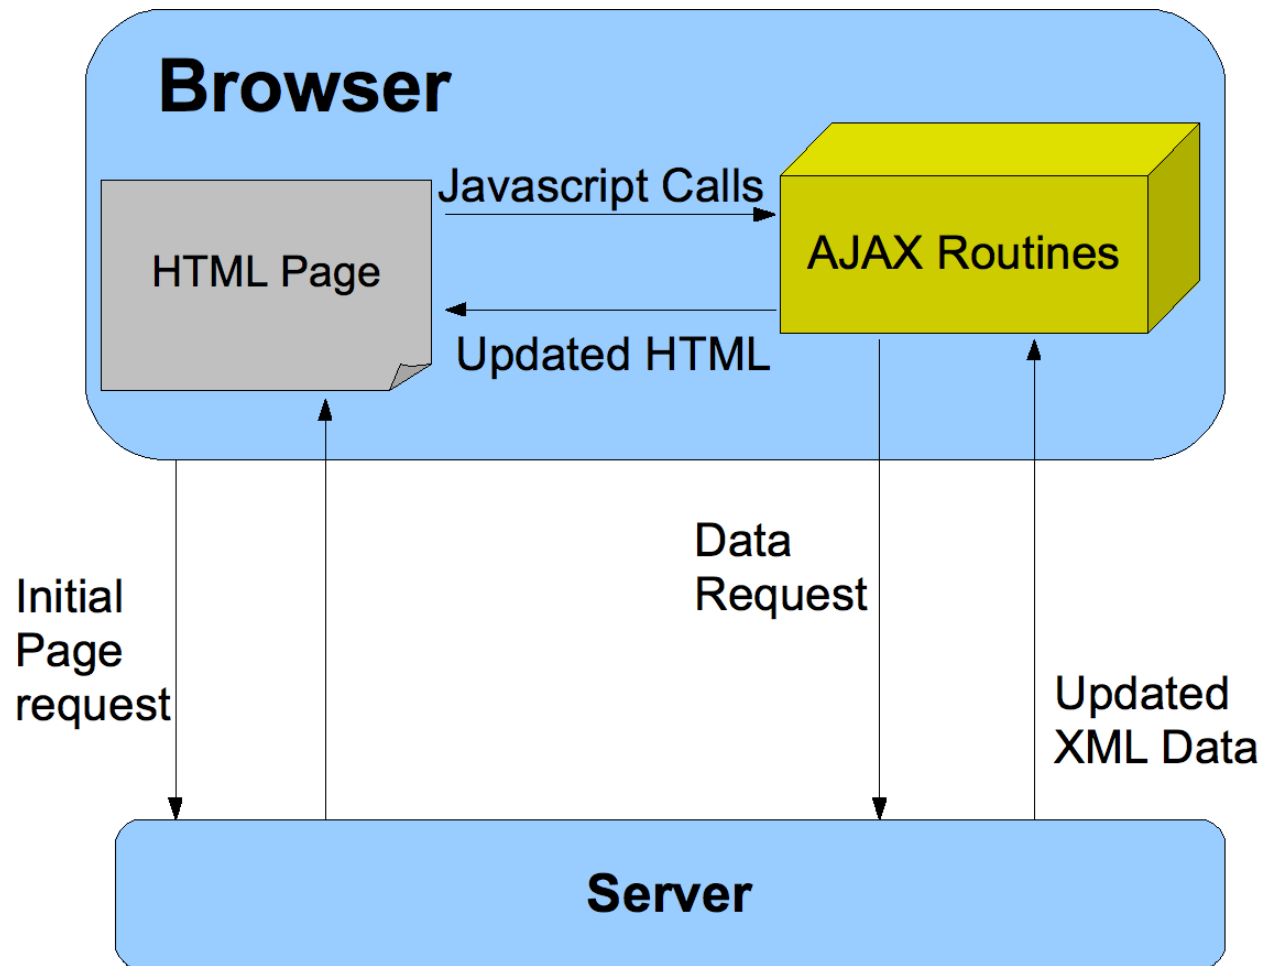 Browser
Javascript Calls
HTML Page
AJAX Routines
Updated HTML
Initial
Page
request
Data
Request
Updated
XML Data
Server